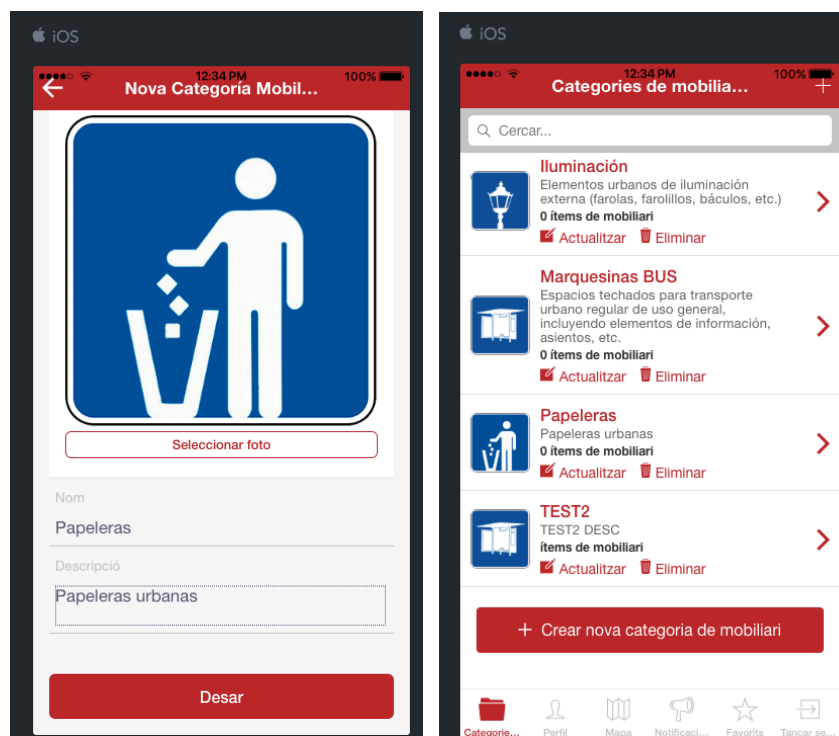 iOS
12:34 PM
100%
Nova Categoría Mobil...
Seleccionar foto
Nom
Papeleras
Descripció
Papeleras urbanas
Desar
iOS
12:34 PM
100%
Categories de mobilia...
Cercar...
Iluminación
Elementos urbanos de iluminación
externa (farolas, farolillos, báculos, etc.)
0 ítems de mobiliari
Actualitzar Eliminar
Marquesinas BUS
Espacios techados para transporte
urbano regular de uso general,
incluyendo elementos de información,
asientos, etc.
0 ítems de mobiliari
Actualitzar Eliminar
Papeleras
Papeleras urbanas
0 ítems de mobiliari
Actualitzar Eliminar
TEST2
TEST2 DESC
ítems de mobiliari
Actualitzar Eliminar
+ Crear nova categoria de mobiliari
Categorie... Perfil Mapa Notificaci... Favorits Tancar se...